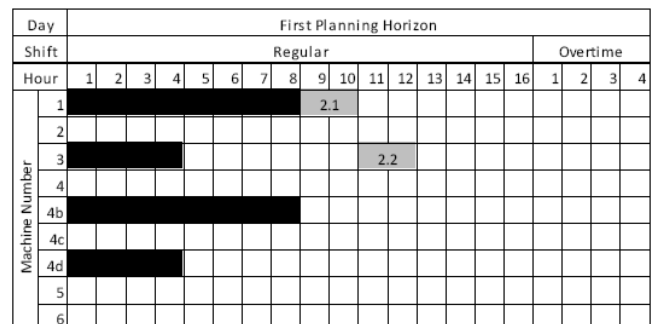 Day First Planning Horizon
Shift Regular Overtime
Hour 1 2 3 4 5 6 7 8 9 10 11 12 13 14 15 16 1 2 3 4
Machine Number
1 2.1
2
3 2.2
4
4b
4c
4d
5
6